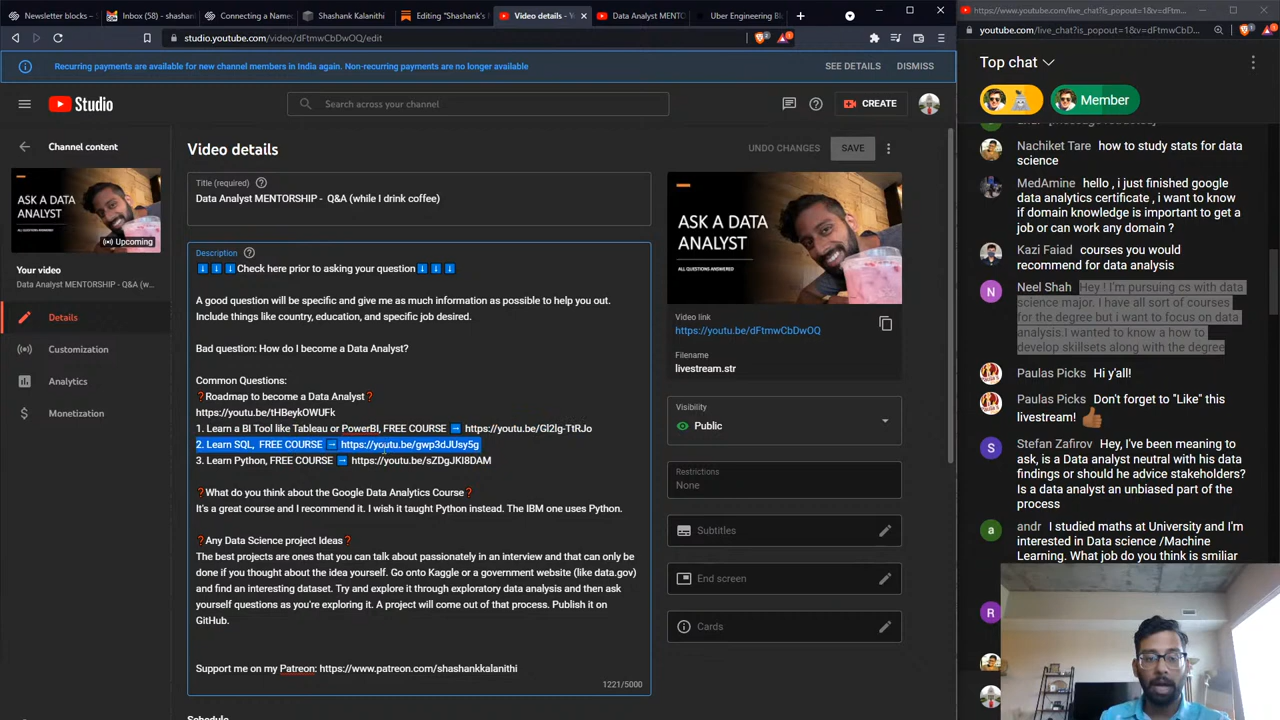 Newsletter blocks -
Inbox (58) - shashan
Connecting a Name
Shashank Kalanithi
Editing "Shashank's
Video details - Y
Data Analyst MENTO
Uber Engineering B
https://www.youtube.com/live_chat?is_popout=1&v=dFtm
studio.youtube.com/video/dFtmwCbDwOQ/edit
youtube.com/live_chat?is_popout=1&v=dFtmwCbD...
Recurring payments are available for new channel members in India again. Non-recurring payments are no longer available
SEE DETAILS
DISMISS
Studio
Search across your channel
CREATE
Channel content
ASK A DATA
ANALYST
Upcoming
Your video
Data Analyst MENTORSHIP - Q&A (w...
Details
Customization
Analytics
Monetization
Video details
UNDO CHANGES
SAVE
Title (required)
Data Analyst MENTORSHIP - Q&A (while I drink coffee)
Description
⬇️⬇️⬇️Check here prior to asking your question⬇️⬇️⬇️
A good question will be specific and give me as much information as possible to help you out.
Include things like country, education, and specific job desired.
Bad question: How do I become a Data Analyst?
Common Questions:
❓Roadmap to become a Data Analyst❓
https://youtu.be/tHBeykOWUFk
1. Learn a BI Tool like Tableau or PowerBI, FREE COURSE ➡️ https://youtu.be/Gl2lg-TtRJo
2. Learn SQL, FREE COURSE ➡️ https://youtu.be/gwp3dJUsy5g
3. Learn Python, FREE COURSE ➡️ https://youtu.be/sZDgJKI8DAM
❓What do you think about the Google Data Analytics Course❓
It's a great course and I recommend it. I wish it taught Python instead. The IBM one uses Python.
❓Any Data Science project Ideas❓
The best projects are ones that you can talk about passionately in an interview and that can only be
done if you thought about the idea yourself. Go onto Kaggle or a government website (like data.gov)
and find an interesting dataset. Try and explore it through exploratory data analysis and then ask
yourself questions as you're exploring it. A project will come out of that process. Publish it on
GitHub.
Support me on my Patreon: https://www.patreon.com/shashankkalanithi
1221/5000
Schedule
ASK A DATA
ANALYST
ALL QUESTIONS ANSWERED
Video link
https://youtu.be/dFtmwCbDwOQ
Filename
livestream.str
Visibility
Public
Restrictions
None
Subtitles
End screen
Cards
Top chat
Member
[message retracted]
Nachiket Tare how to study stats for data
science
MedAmine hello , i just finished google
data analytics certificate , i want to know
if domain knowledge is important to get a
job or can work any domain ?
Kazi Faiad courses you would
recommend for data analysis
N
Neel Shah Hey ! I'm pursuing cs with data
science major. I have all sort of courses
for the degree but i want to focus on data
analysis.I wanted to know a how to
develop skillsets along with the degree
Paulas Picks Hi y'all!
Paulas Picks Don't forget to "Like" this
livestream!
S
Stefan Zafirov Hey, I've been meaning to
ask, is a Data analyst neutral with his data
findings or should he advice stakeholders?
Is a data analyst an unbiased part of the
process
a
andr I studied maths at University and I'm
interested in Data science /Machine
Learning. What job do you think is smiliar
R